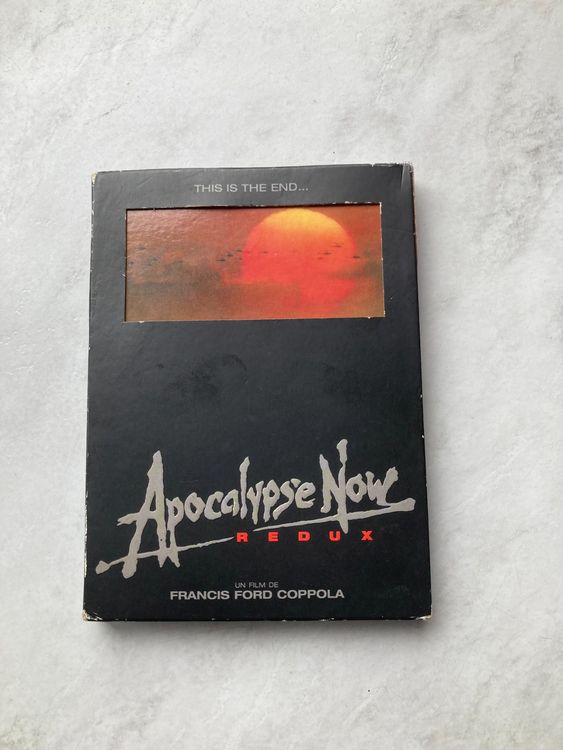 THIS IS THE END...
Apocalypse Now
REDUX
UN FILM DE
FRANCIS FORD COPPOLA